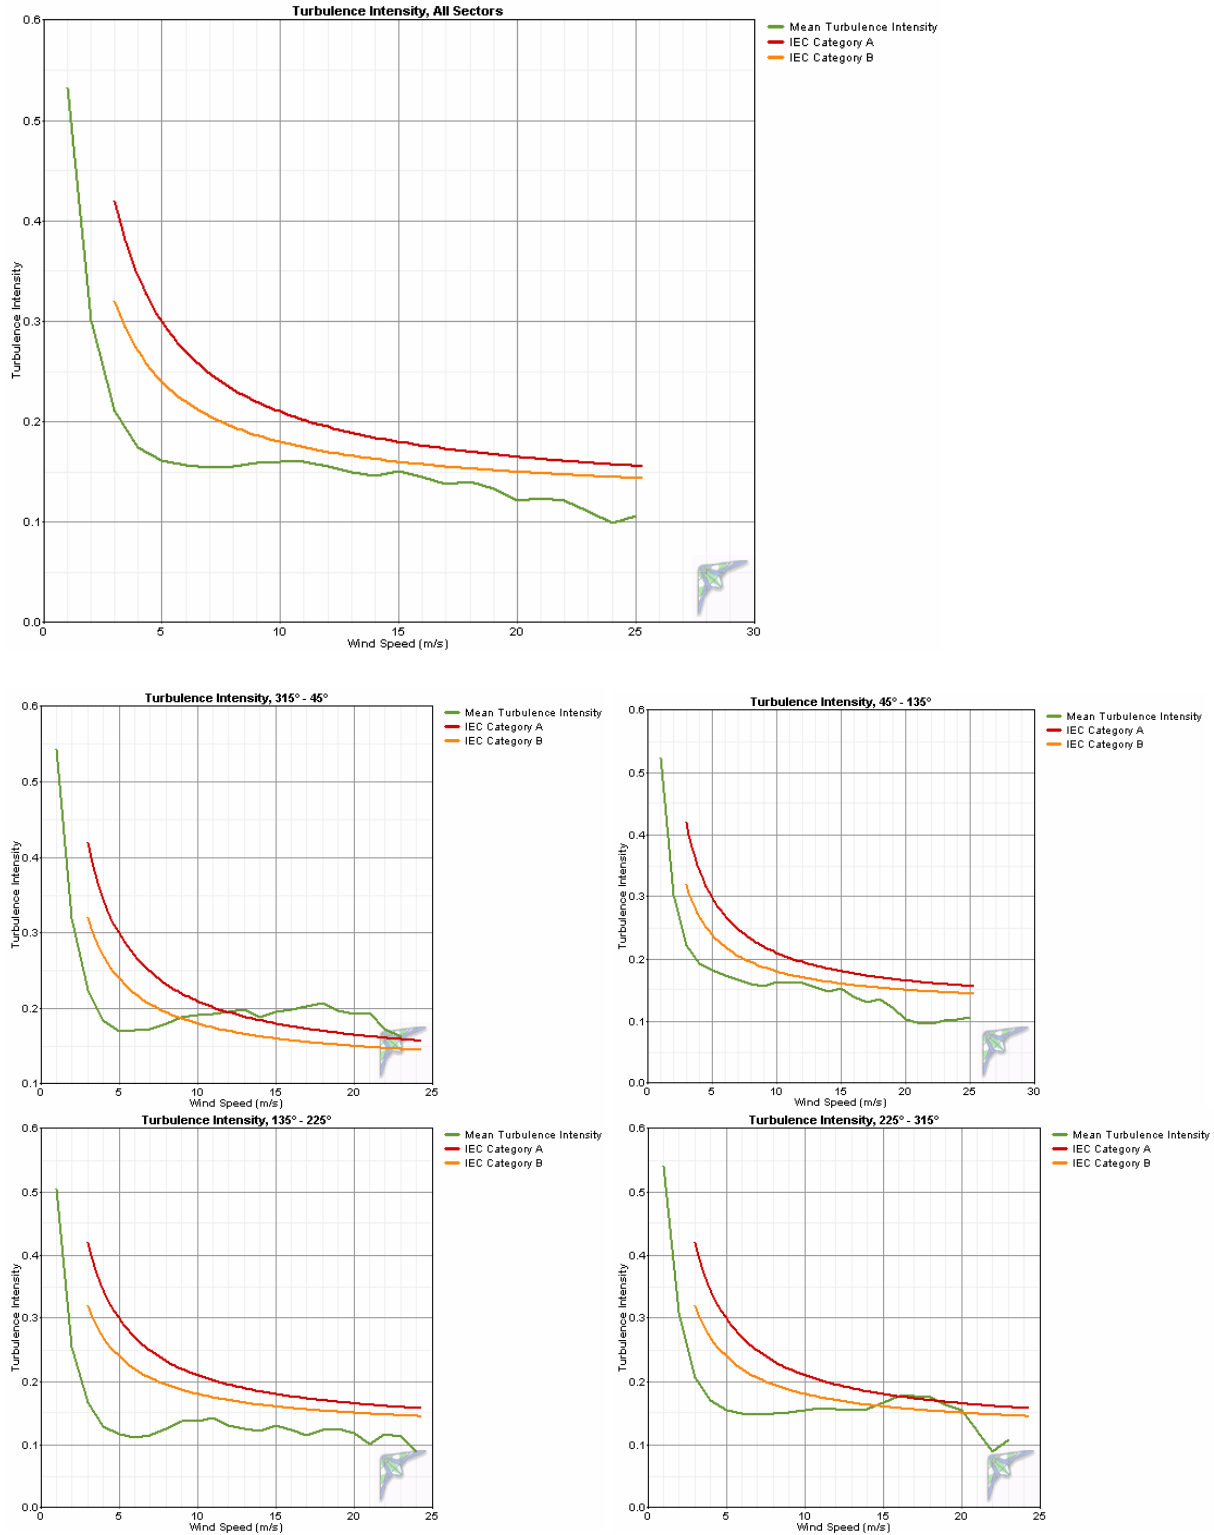 Turbulence Intensity, All Sectors
Mean Turbulence Intensity
IEC Category A
IEC Category B
0.6
0.5
0.4
0.3
0.2
0.1
0.0
Turbulence Intensity
0 5 10 15 20 25 30
Wind Speed (m/s)
Turbulence Intensity, 315° - 45°
Mean Turbulence Intensity
IEC Category A
IEC Category B
0.6
0.5
0.4
0.3
0.2
0.1
Turbulence Intensity
0 5 10 15 20 25
Wind Speed (m/s)
Turbulence Intensity, 45° - 135°
Mean Turbulence Intensity
IEC Category A
IEC Category B
0.6
0.5
0.4
0.3
0.2
0.1
0.0
Turbulence Intensity
0 5 10 15 20 25 30
Wind Speed (m/s)
Turbulence Intensity, 135° - 225°
Mean Turbulence Intensity
IEC Category A
IEC Category B
0.6
0.5
0.4
0.3
0.2
0.1
0.0
Turbulence Intensity
0 5 10 15 20 25
Wind Speed (m/s)
Turbulence Intensity, 225° - 315°
Mean Turbulence Intensity
IEC Category A
IEC Category B
0.6
0.5
0.4
0.3
0.2
0.1
0.0
Turbulence Intensity
0 5 10 15 20 25
Wind Speed (m/s)